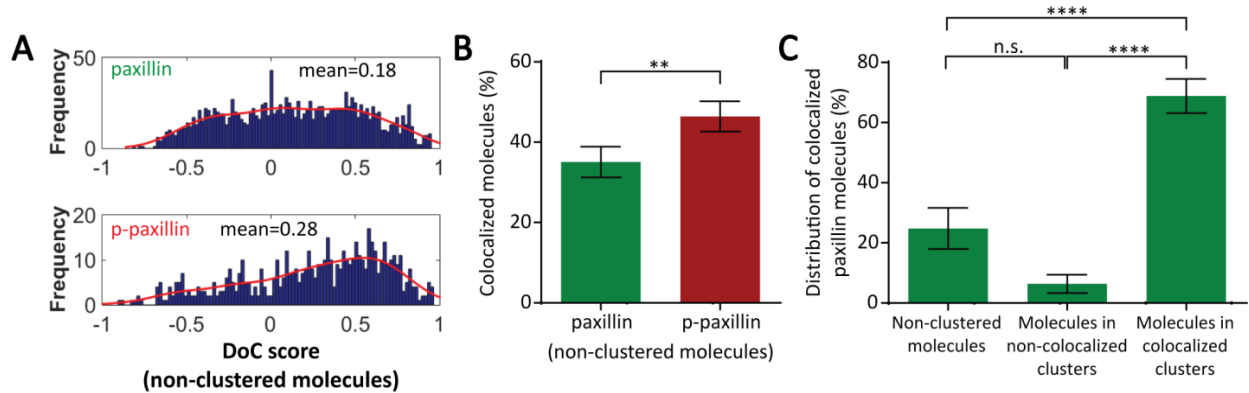 A
Frequency
50
0
paxillin
mean=0.18
-1
-0.5
0
0.5
1
Frequency
20
10
0
p-paxillin
mean=0.28
-1
-0.5
0
0.5
1
DoC score
(non-clustered molecules)
B
Colocalized molecules (%)
60
40
20
0
**
paxillin
p-paxillin
(non-clustered molecules)
C
Distribution of colocalized
paxillin molecules (%)
80
60
40
20
0
****
n.s.
****
Non-clustered
molecules
Molecules in
non-colocalized
clusters
Molecules in
colocalized
clusters